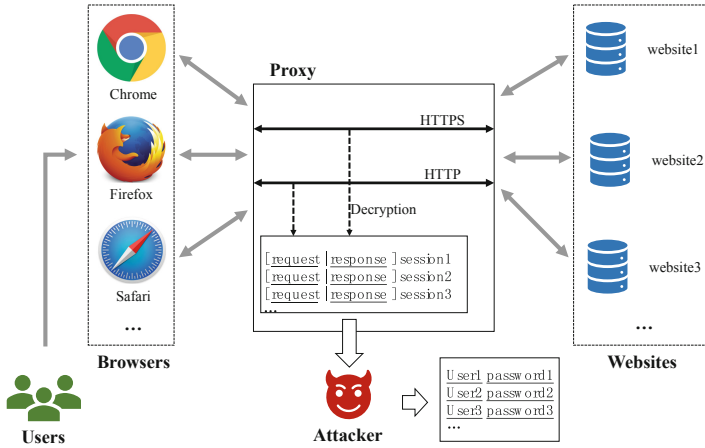 Chrome
Firefox
Safari
...
Browsers
Users
Proxy
HTTPS
HTTP
Decryption
[request|response]session1
[request|response]session2
[request|response]session3
...
Attacker
User1 password1
User2 password2
User3 password3
...
website1
website2
website3
...
Websites